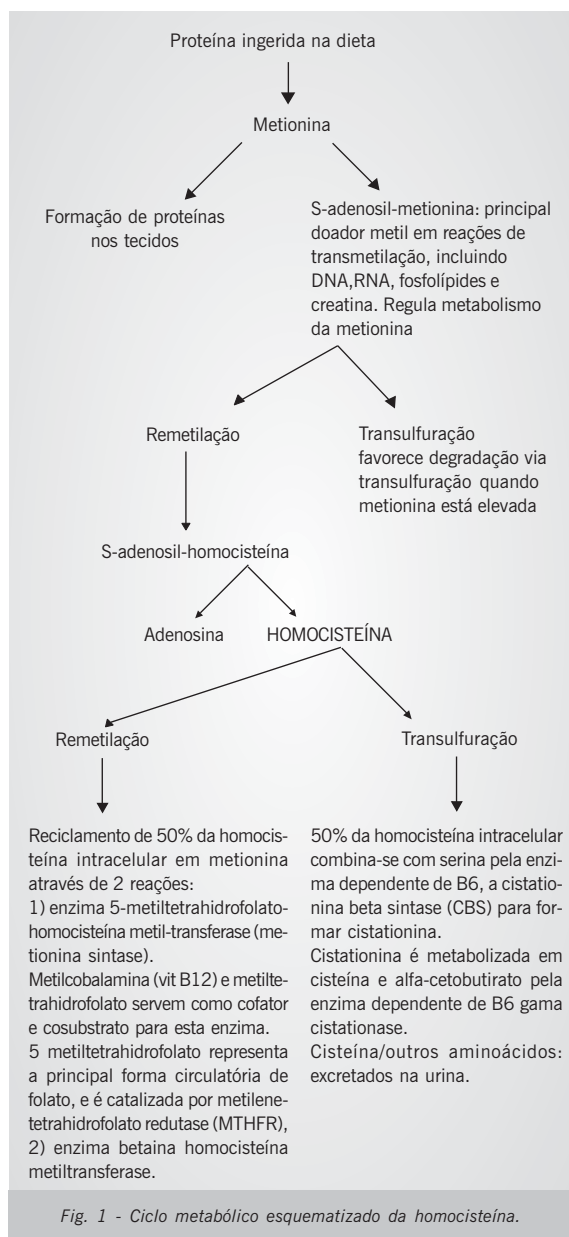 Proteína ingerida na dieta
Metionina
Formação de proteínas
nos tecidos
S-adenosil-metionina: principal
doador metil em reações de
transmetilação, incluindo
DNA,RNA, fosfolípides e
creatina. Regula metabolismo
da metionina
Remetilação
Transulfuração
favorece degradação via
transulfuração quando
metionina está elevada
S-adenosil-homocisteína
Adenosina
HOMOCISTEÍNA
Remetilação
Transulfuração
Reciclamento de 50% da homocis-
teína intracelular em metionina
através de 2 reações:
1) enzima 5-metiltetrahidrofolato-
homocisteína metil-transferase (me-
tionina sintase).
Metilcobalamina (vit B12) e metilte-
trahidrofolato servem como cofator
e cosubstrato para esta enzima.
5 metiltetrahidrofolato representa
a principal forma circulatória de
folato, e é catalizada por metilene-
tetrahidrofolato redutase (MTHFR),
2) enzima betaina homocisteína
metiltransferase.
50% da homocisteína intracelular
combina-se com serina pela enzi-
ma dependente de B6, a cistatio-
nina beta sintase (CBS) para for-
mar cistationina.
Cistationina é metabolizada em
cisteína e alfa-cetobutirato pela
enzima dependente de B6 gama
cistationase.
Cisteína/outros aminoácidos:
excretados na urina.
Fig. 1 - Ciclo metabólico esquematizado da homocisteína.